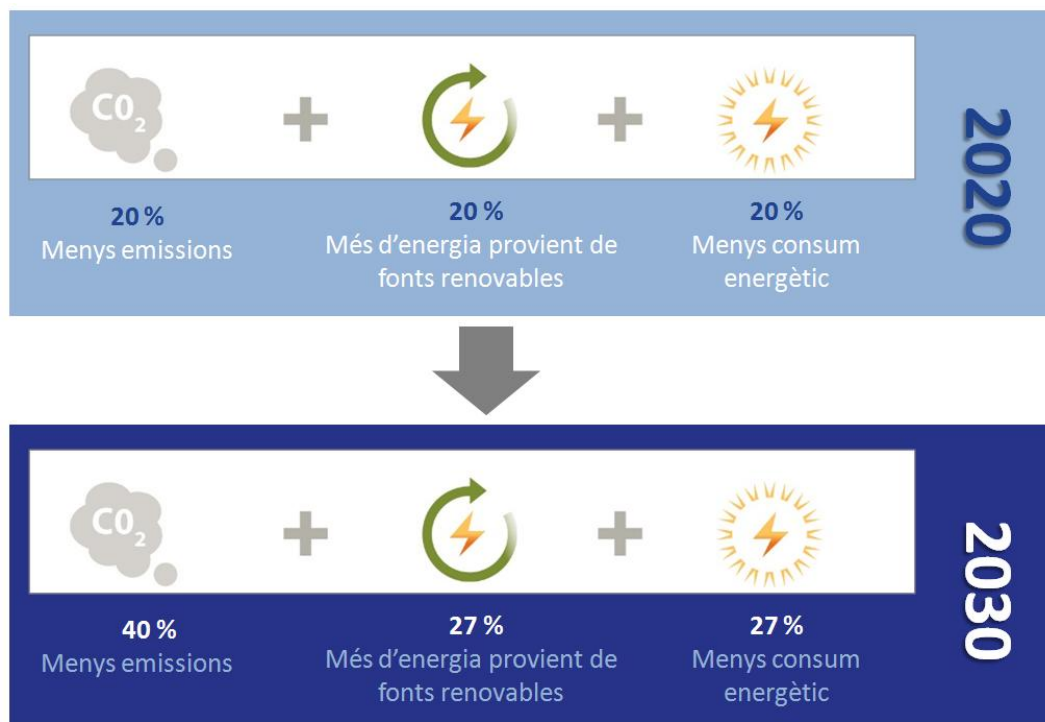 CO2
20 %
Menys emissions
20 %
Més d’energia provient de
fonts renovables
20 %
Menys consum
energètic
2020
CO2
40 %
Menys emissions
27 %
Més d’energia provient de
fonts renovables
27 %
Menys consum
energètic
2030